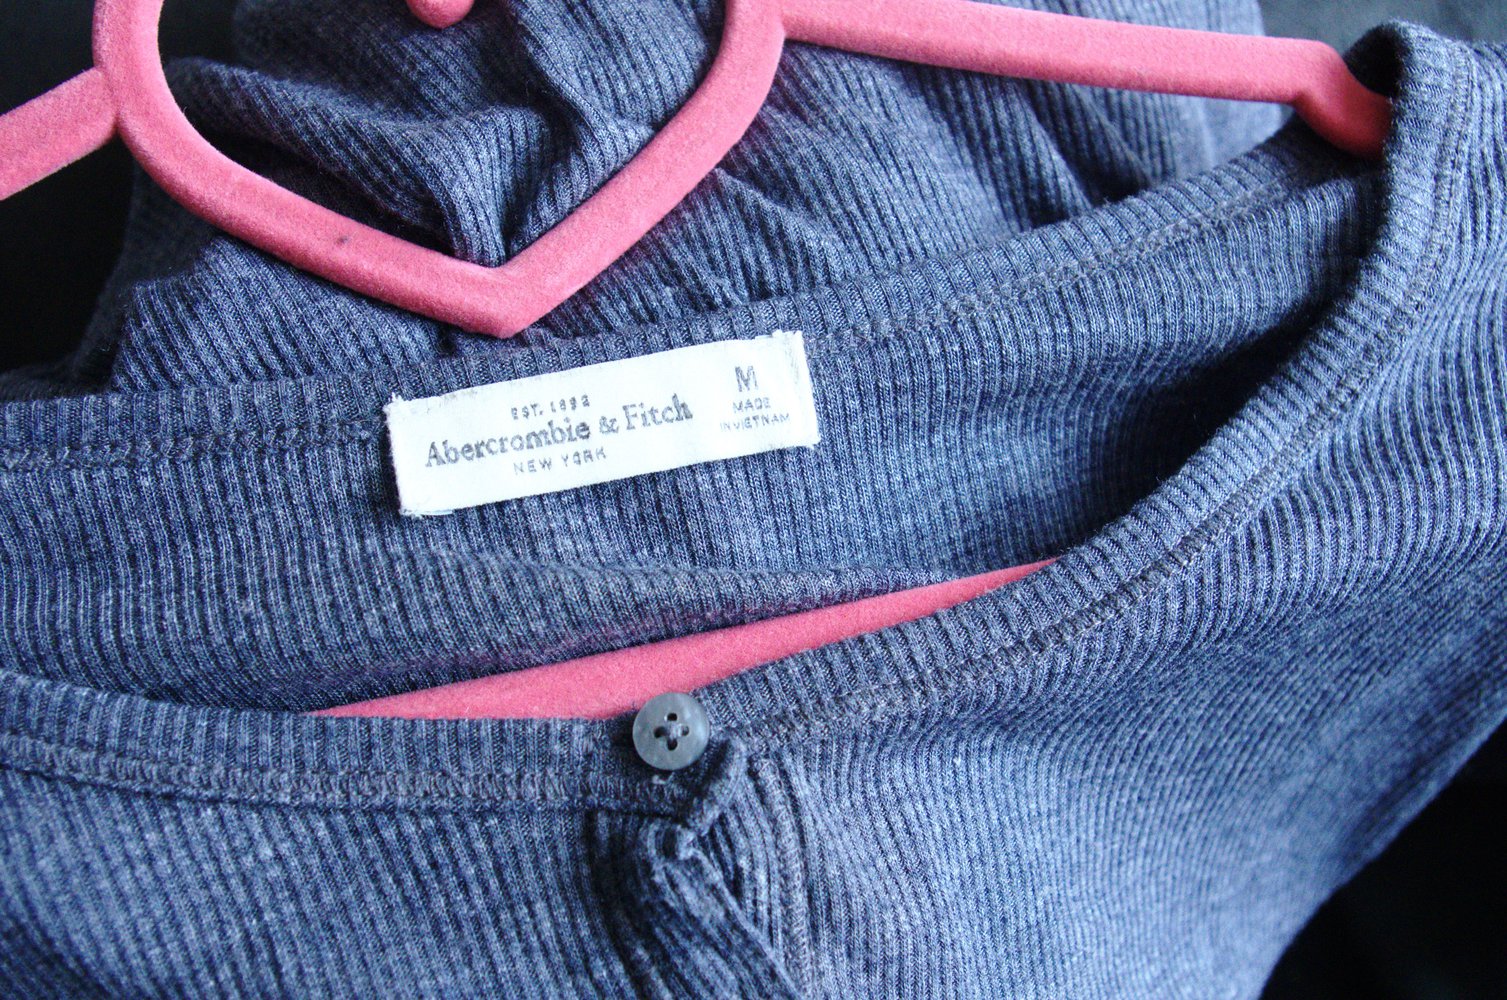 EST. 1892
Abercrombie & Fitch
NEW YORK
M
MADE
IN VIETNAM